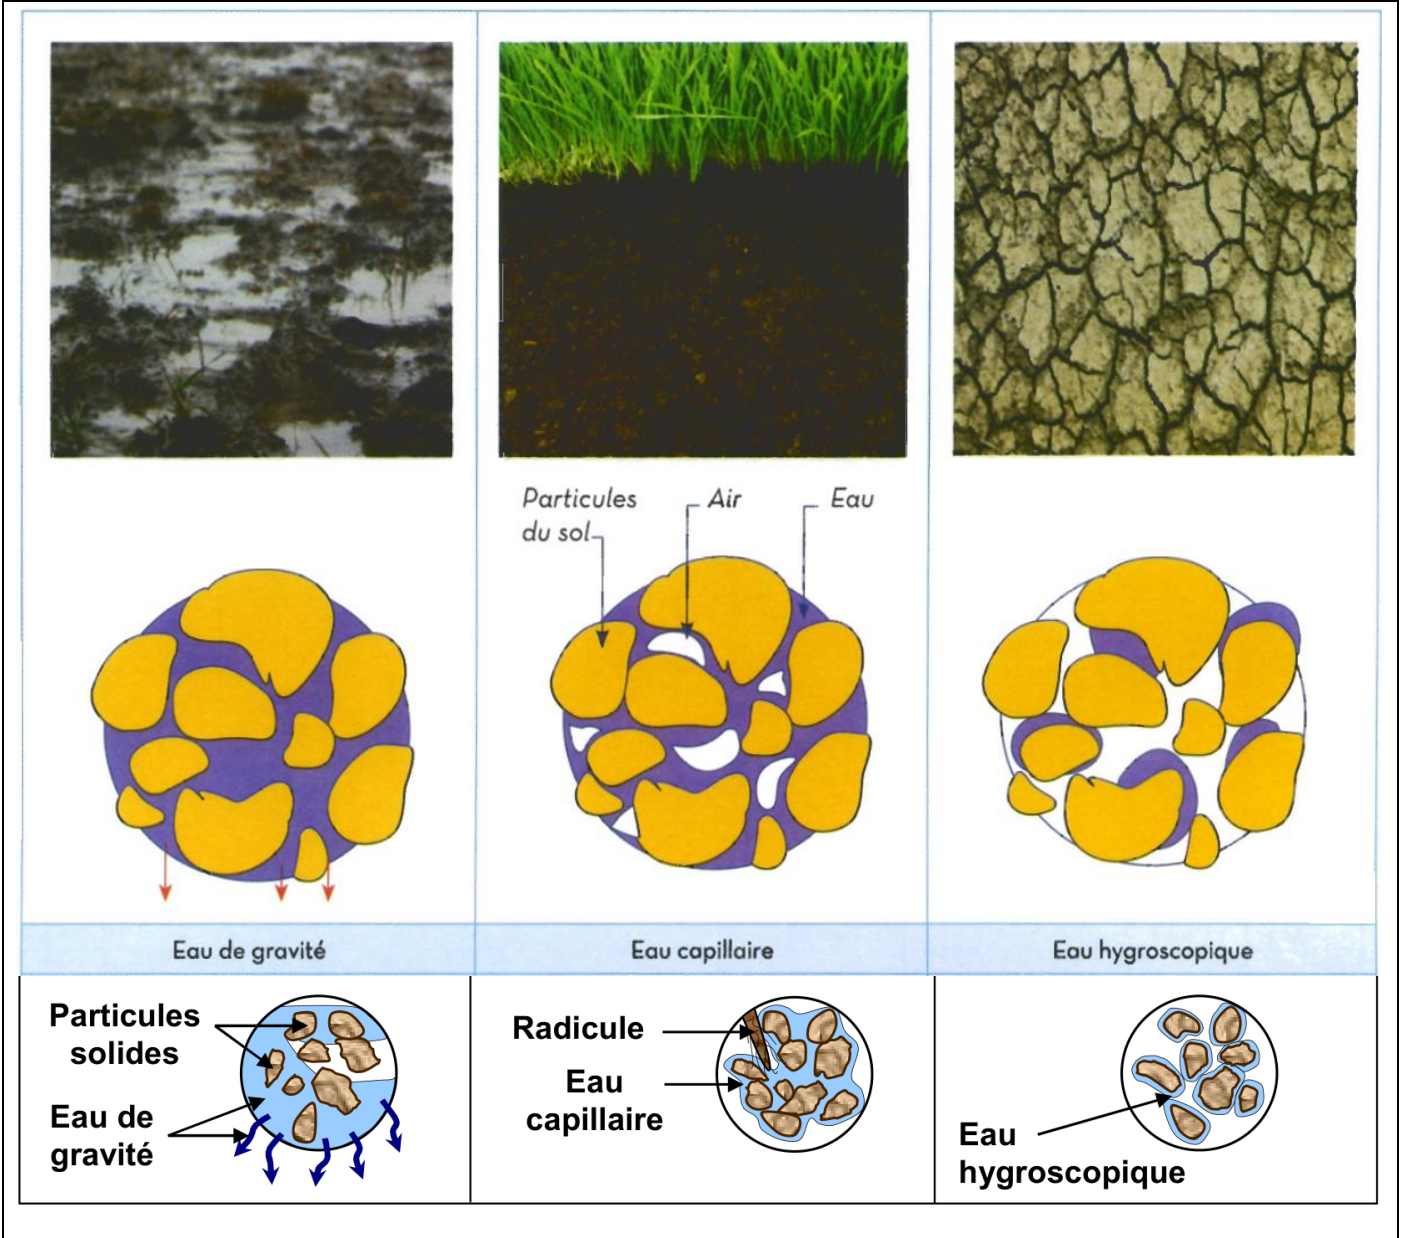 Particules
du sol
Air
Eau
Eau de gravité
Eau capillaire
Eau hygroscopique
Particules
solides
Eau de
gravité
Radicule
Eau
capillaire
Eau
hygroscopique